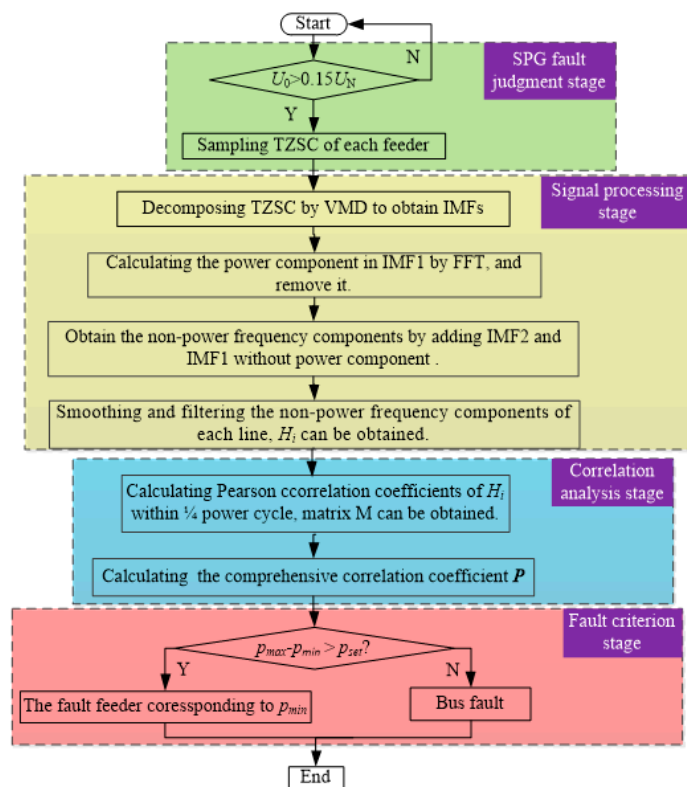 Start
SPG fault
judgment stage
N
U₀>0.15U_N
Y
Sampling TZSC of each feeder
Signal processing
stage
Decomposing TZSC by VMD to obtain IMFs
Calculating the power component in IMF1 by FFT, and
remove it.
Obtain the non-power frequency components by adding IMF2 and
IMF1 without power component .
Smoothing and filtering the non-power frequency components of
each line, Hᵢ can be obtained.
Correlation
analysis stage
Calculating Pearson ccorrelation coefficients of Hᵢ
within ¼ power cycle, matrix M can be obtained.
Calculating the comprehensive correlation coefficient P
Fault criterion
stage
p_max-p_min > p_set?
Y
N
The fault feeder coressponding to p_min
Bus fault
End